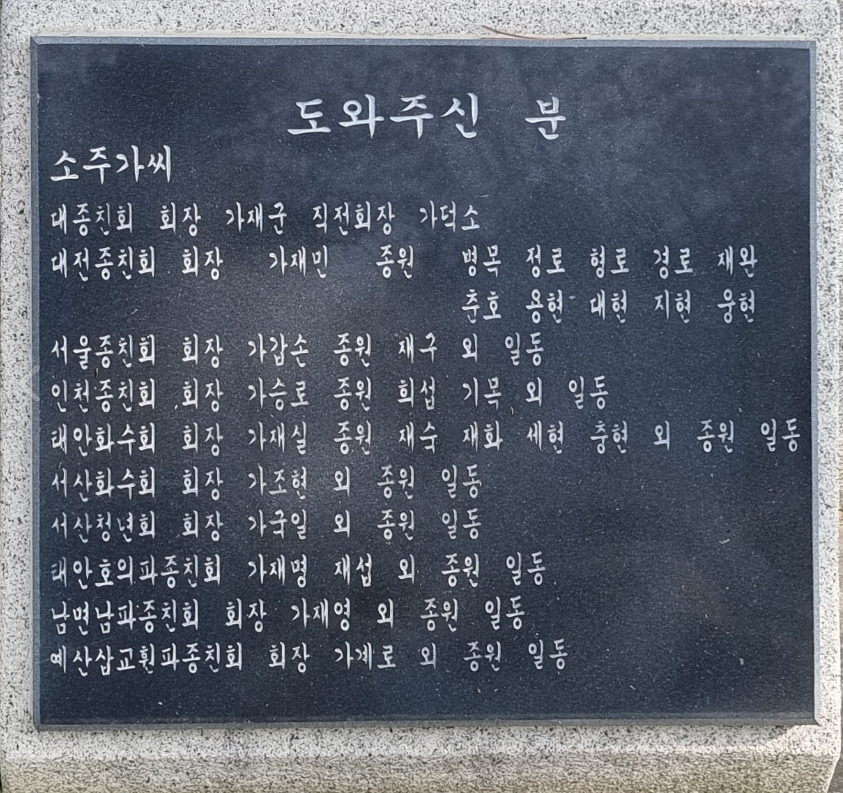 도와주신 분
소주가씨
대종친회 회장 가재군 직전회장 가덕소
대전종친회 회장 가재민 종원 병목 정로 형로 경로 재완
춘호 용현 대현 지현 웅현
서울종친회 회장 가갑손 종원 재구 외 일동
인천종친회 회장 가승로 종원 희섭 기목 외 일동
태안화수회 회장 가재실 종원 재숙 재화 세현 충현 외 종원 일동
서산화수회 회장 가조현 외 종원 일동
서산청년회 회장 가국일 외 종원 일동
태안호의파종친회 가재명 재섭 외 종원 일동
남면남파종친회 회장 가재영 외 종원 일동
예산삽교훤파종친회 회장 가계로 외 종원 일동